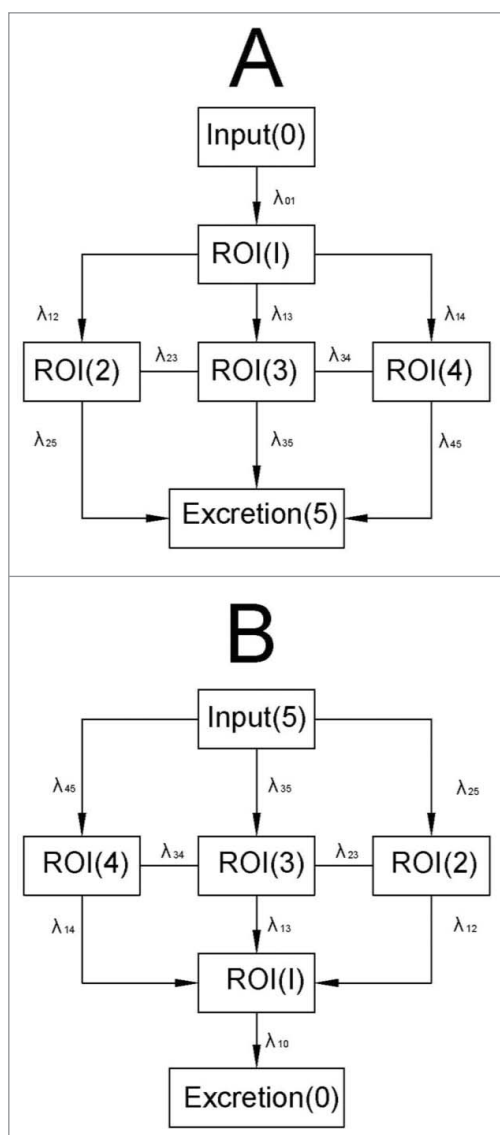 A
Input(0)
λ01
ROI(I)
λ12
λ13
λ14
ROI(2)
λ23
ROI(3)
λ34
ROI(4)
λ25
λ35
λ45
Excretion(5)
B
Input(5)
λ45
λ35
λ25
ROI(4)
λ34
ROI(3)
λ23
ROI(2)
λ14
λ13
λ12
ROI(I)
λ10
Excretion(0)